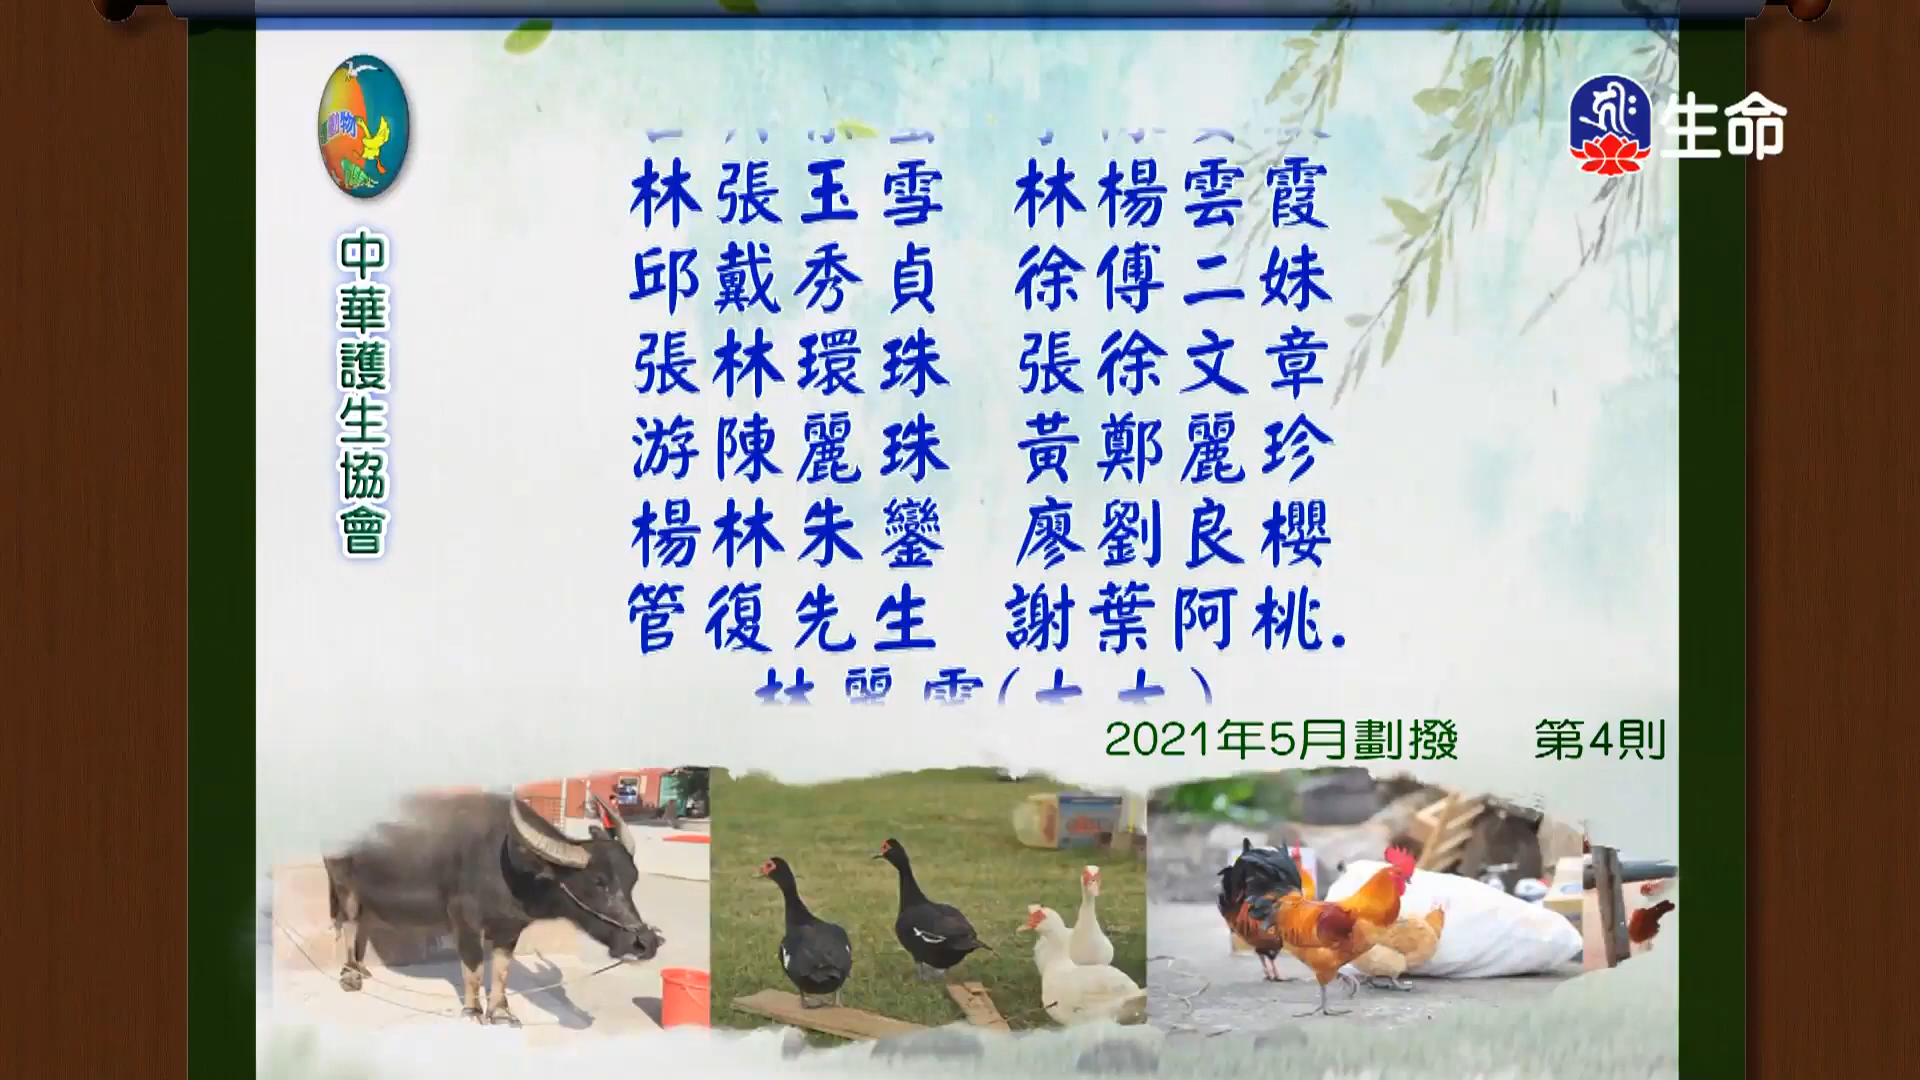 生命
中華護生協會
林張玉雪 林楊雲霞
邱戴秀貞 徐傅二妹
張林環珠 張徐文章
游陳麗珠 黃鄭麗珍
楊林朱鑾 廖劉良櫻
管復先生 謝葉阿桃.
2021年5月劃撥 第4則